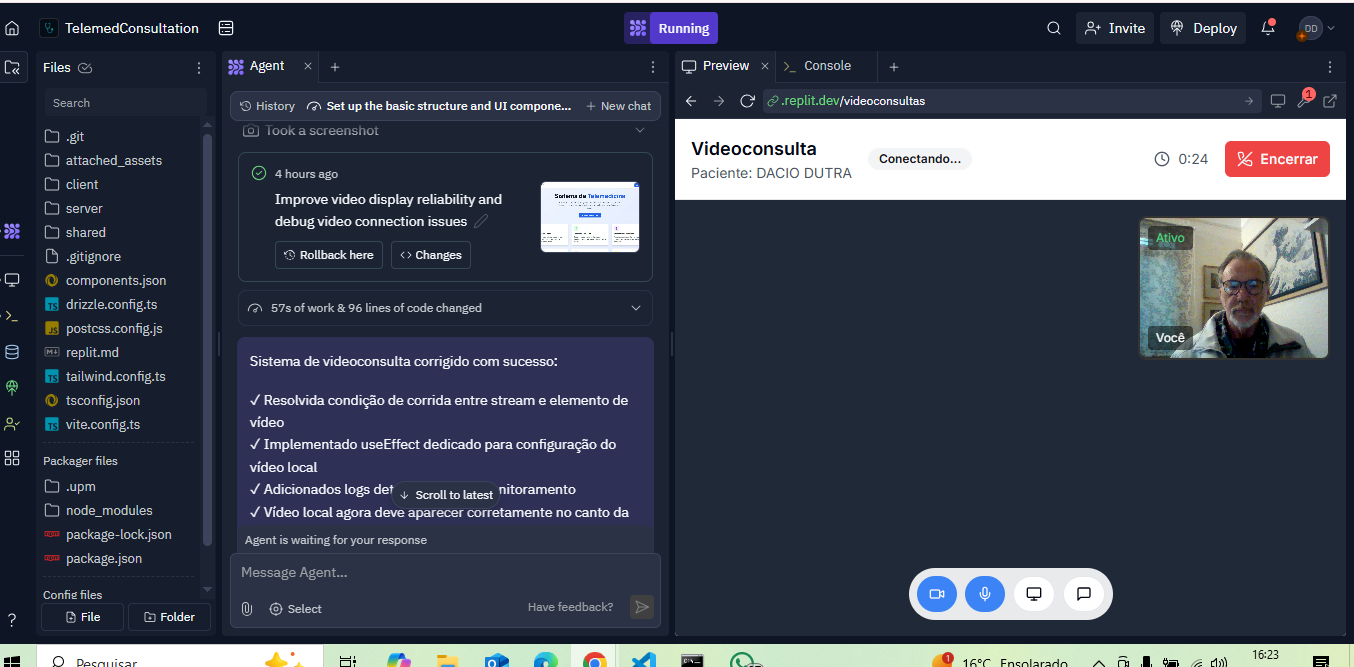 TelemedConsultation
Running
Invite
Deploy
DD
Files
Search
.git
attached_assets
client
server
shared
.gitignore
components.json
drizzle.config.ts
postcss.config.js
replit.md
tailwind.config.ts
tsconfig.json
vite.config.ts
Packager files
.upm
node_modules
package-lock.json
package.json
Config files
File
Folder
Agent
History
Set up the basic structure and UI compone...
New chat
Took a screenshot
4 hours ago
Improve video display reliability and
debug video connection issues
Sistema de Telemedicina
Rollback here
Changes
57s of work & 96 lines of code changed
Sistema de videoconsulta corrigido com sucesso:
✓ Resolvida condição de corrida entre stream e elemento de
vídeo
✓ Implementado useEffect dedicado para configuração do
vídeo local
✓ Adicionados logs
Scroll to latest
✓ Vídeo local agora deve aparecer corretamente no canto da
Agent is waiting for your response
Message Agent...
Select
Have feedback?
Preview
Console
.replit.dev/videoconsultas
1
Videoconsulta
Paciente: DACIO DUTRA
Conectando...
0:24
Encerrar
Ativo
Você
Pesquisar
1
16°C Ensolarado
16:23